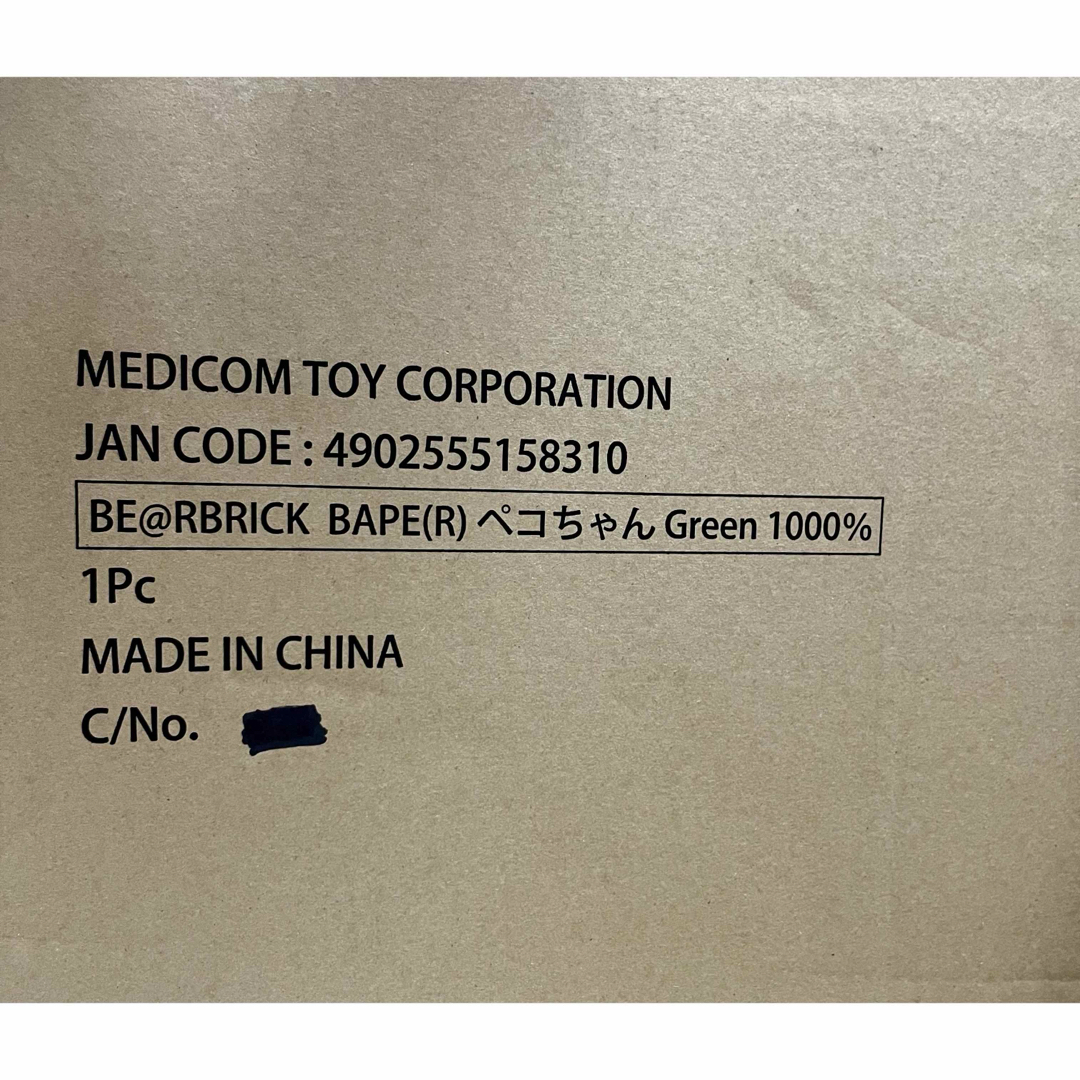 MEDICOM TOY CORPORATION
JAN CODE : 4902555158310
BE@RBRICK BAPE(R) ペコちゃん Green 1000%
1Pc
MADE IN CHINA
C/No.